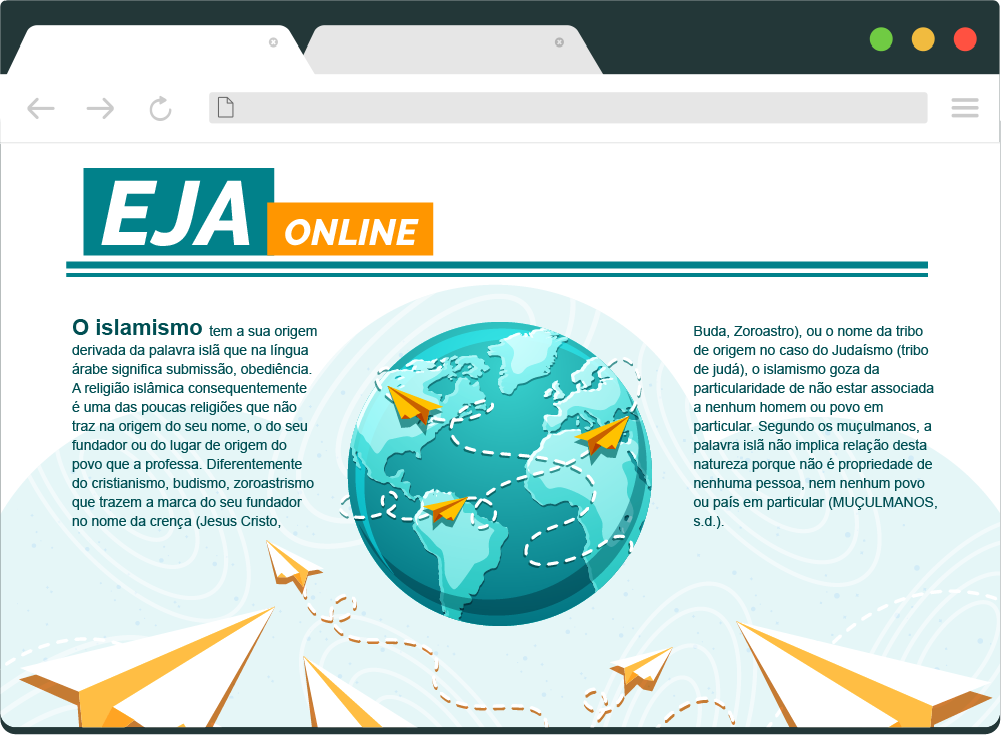 EJA
ONLINE
O islamismo tem a sua origem
derivada da palavra islã que na língua
árabe significa submissão, obediência.
A religião islâmica consequentemente
é uma das poucas religiões que não
traz na origem do seu nome, o do seu
fundador ou do lugar de origem do
povo que a professa. Diferentemente
do cristianismo, budismo, zoroastrismo
que trazem a marca do seu fundador
no nome da crença (Jesus Cristo,
Buda, Zoroastro), ou o nome da tribo
de origem no caso do Judaísmo (tribo
de judá), o islamismo goza da
particularidade de não estar associada
a nenhum homem ou povo em
particular. Segundo os muçulmanos, a
palavra islã não implica relação desta
natureza porque não é propriedade de
nenhuma pessoa, nem nenhum povo
ou país em particular (MUÇULMANOS,
s.d.).